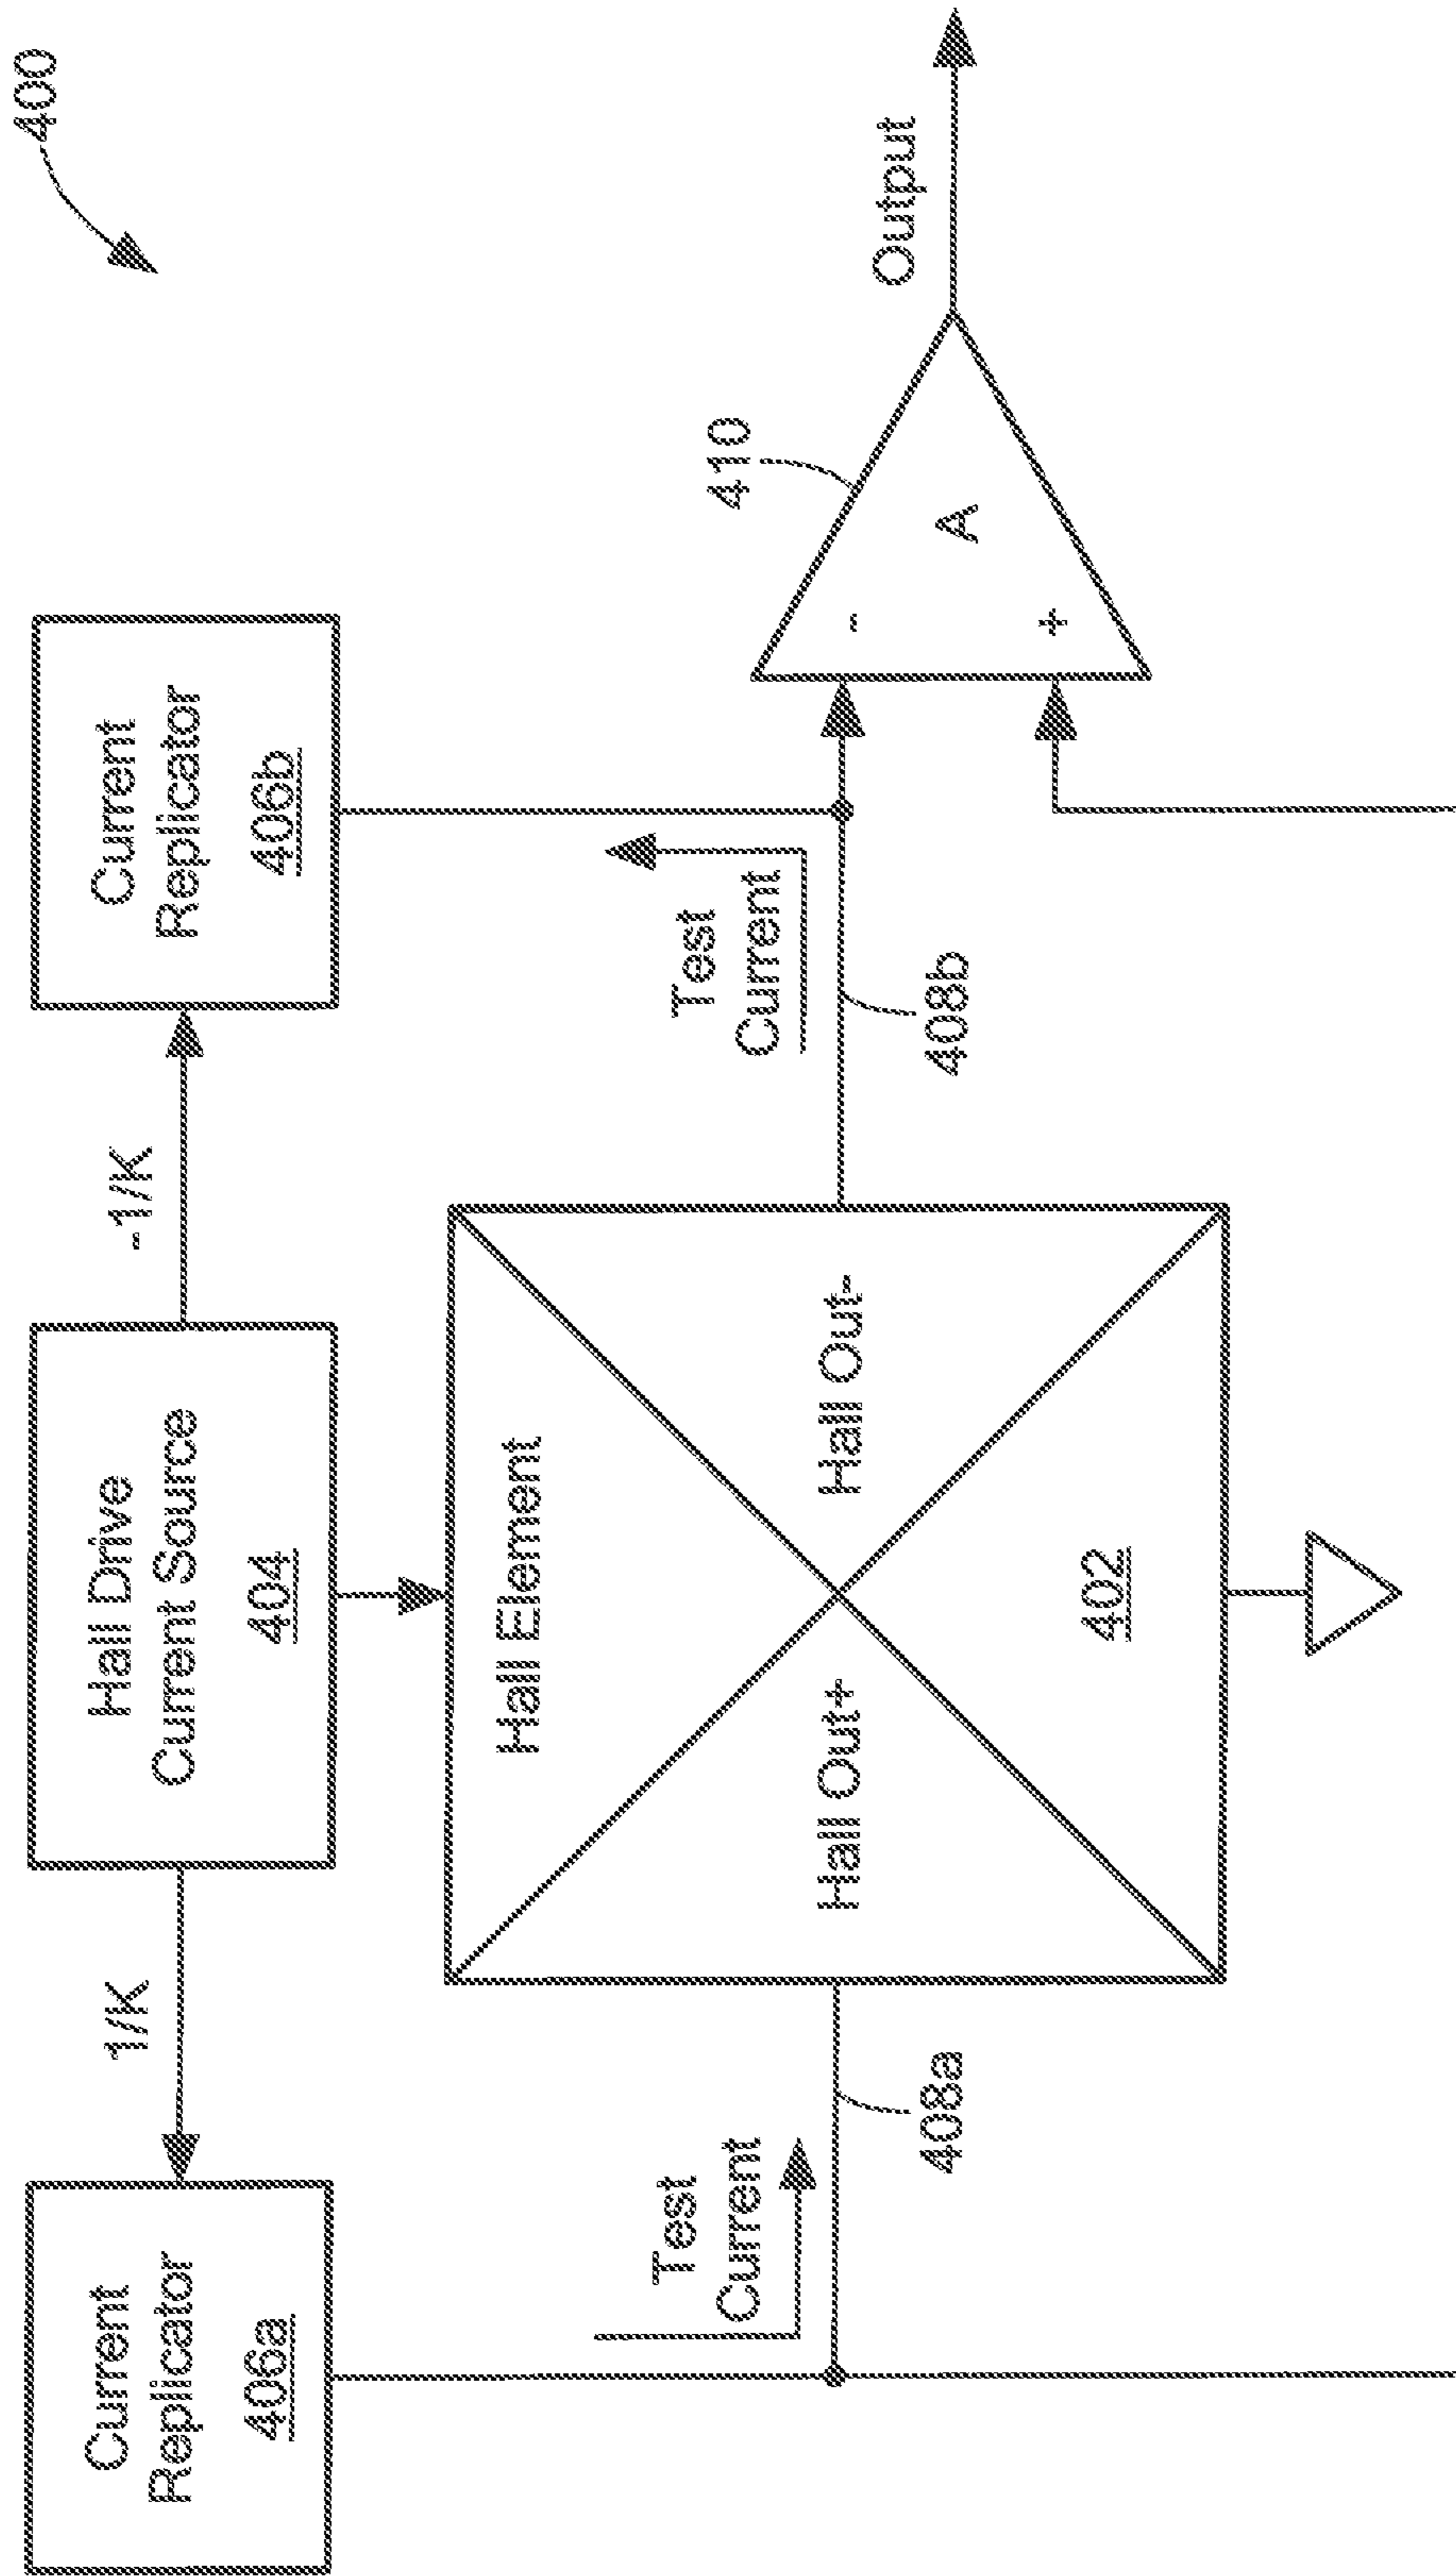 400
Current
Replicator
406a
1/K
Hall Drive
Current Source
404
-1/K
Current
Replicator
406b
Test
Current
408a
Hall Element
Hall Out+
Hall Out-
402
Test
Current
408b
410
-
A
+
Output